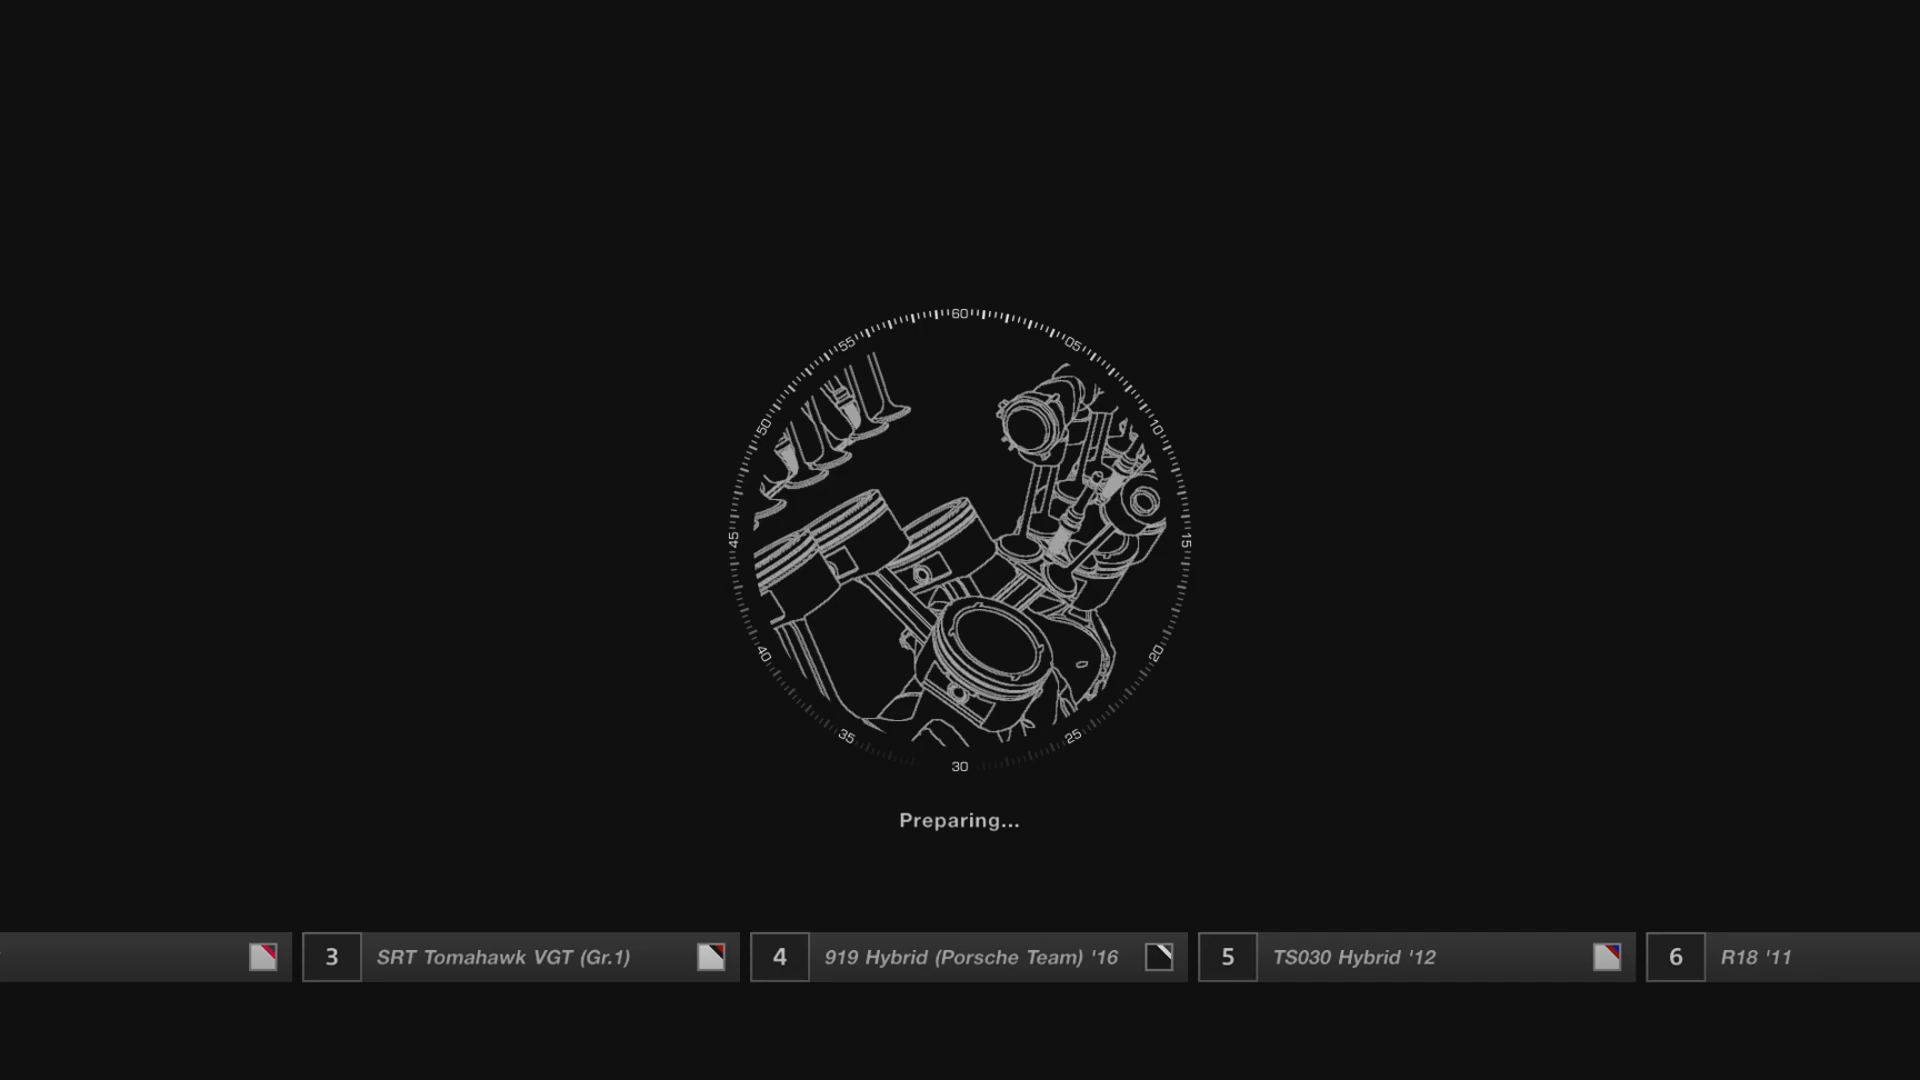 60
55
05
50
10
45
15
40
20
35
25
30
Preparing...
3 SRT Tomahawk VGT (Gr.1)
4 919 Hybrid (Porsche Team) '16
5 TS030 Hybrid '12
6 R18 '11